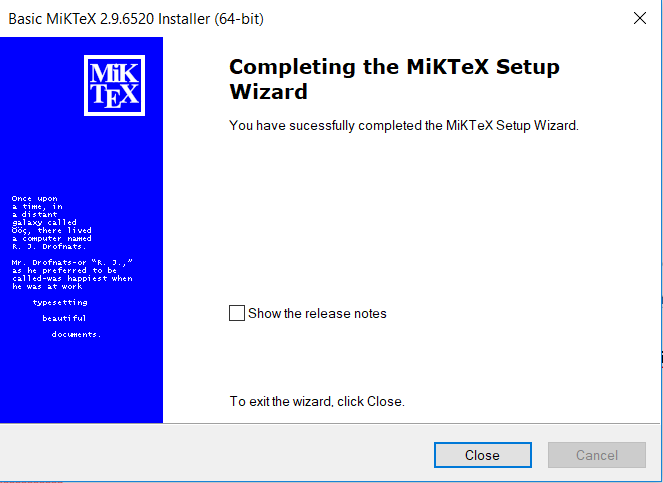 Basic MiKTeX 2.9.6520 Installer (64-bit)
MiK
TEX
Completing the MiKTeX Setup
Wizard
You have sucessfully completed the MiKTeX Setup Wizard.
Once upon
a time, in
a distant
galaxy called
Ööç, there lived
a computer named
R. J. Drofnats.
Mr. Drofnats-or “R. J.,”
as he preferred to be
called-was happiest when
he was at work
typesetting
beautiful
documents.
Show the release notes
To exit the wizard, click Close.
Close
Cancel